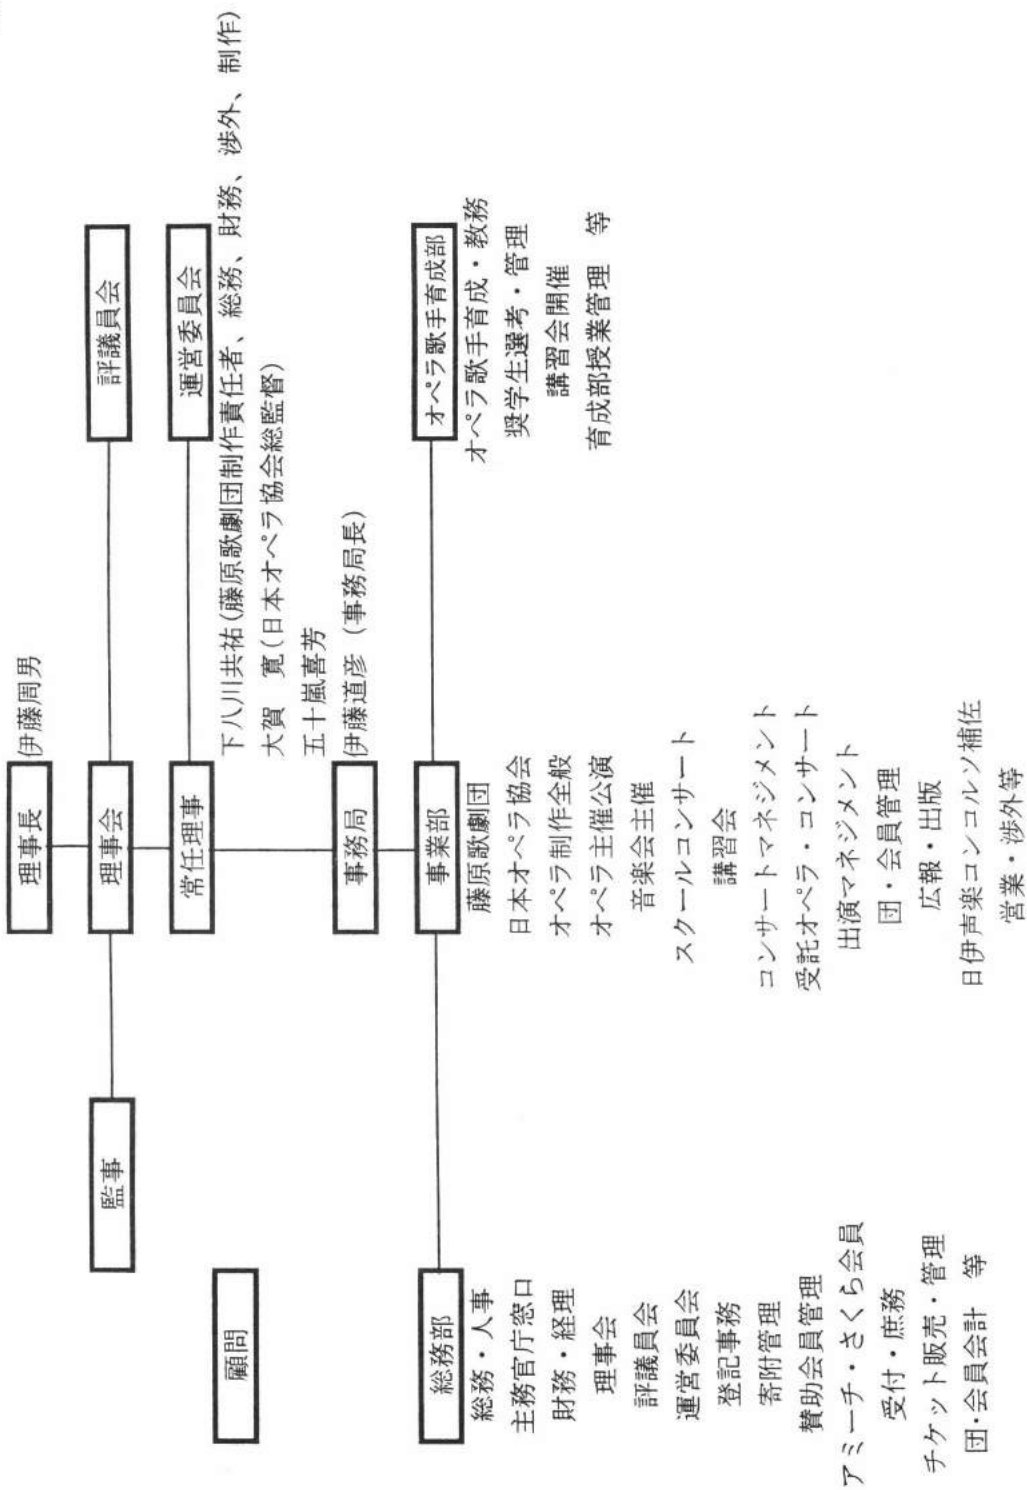 理事長
伊藤周男
監事
理事会
評議員会
常任理事
運営委員会
顧問
下八川共祐(藤原歌劇団制作責任者、総務、財務、渉外、制作)
大賀　寛(日本オペラ協会総監督)
五十嵐喜芳
事務局
伊藤道彦(事務局長)
総務部
総務・人事
主務官庁窓口
財務・経理
理事会
評議員会
運営委員会
登記事務
寄附管理
賛助会員管理
アミーチ・さくら会員
受付・庶務
チケット販売・管理
団・会員会計　等
事業部
藤原歌劇団
日本オペラ協会
オペラ制作全般
オペラ主催公演
音楽会主催
スクールコンサート
講習会
コンサートマネジメント
受託オペラ・コンサート
出演マネジメント
団・会員管理
広報・出版
日伊声楽コンコルソ補佐
営業・渉外等
オペラ歌手育成部
オペラ歌手育成・教務
奨学生選考・管理
講習会開催
育成部授業管理　等